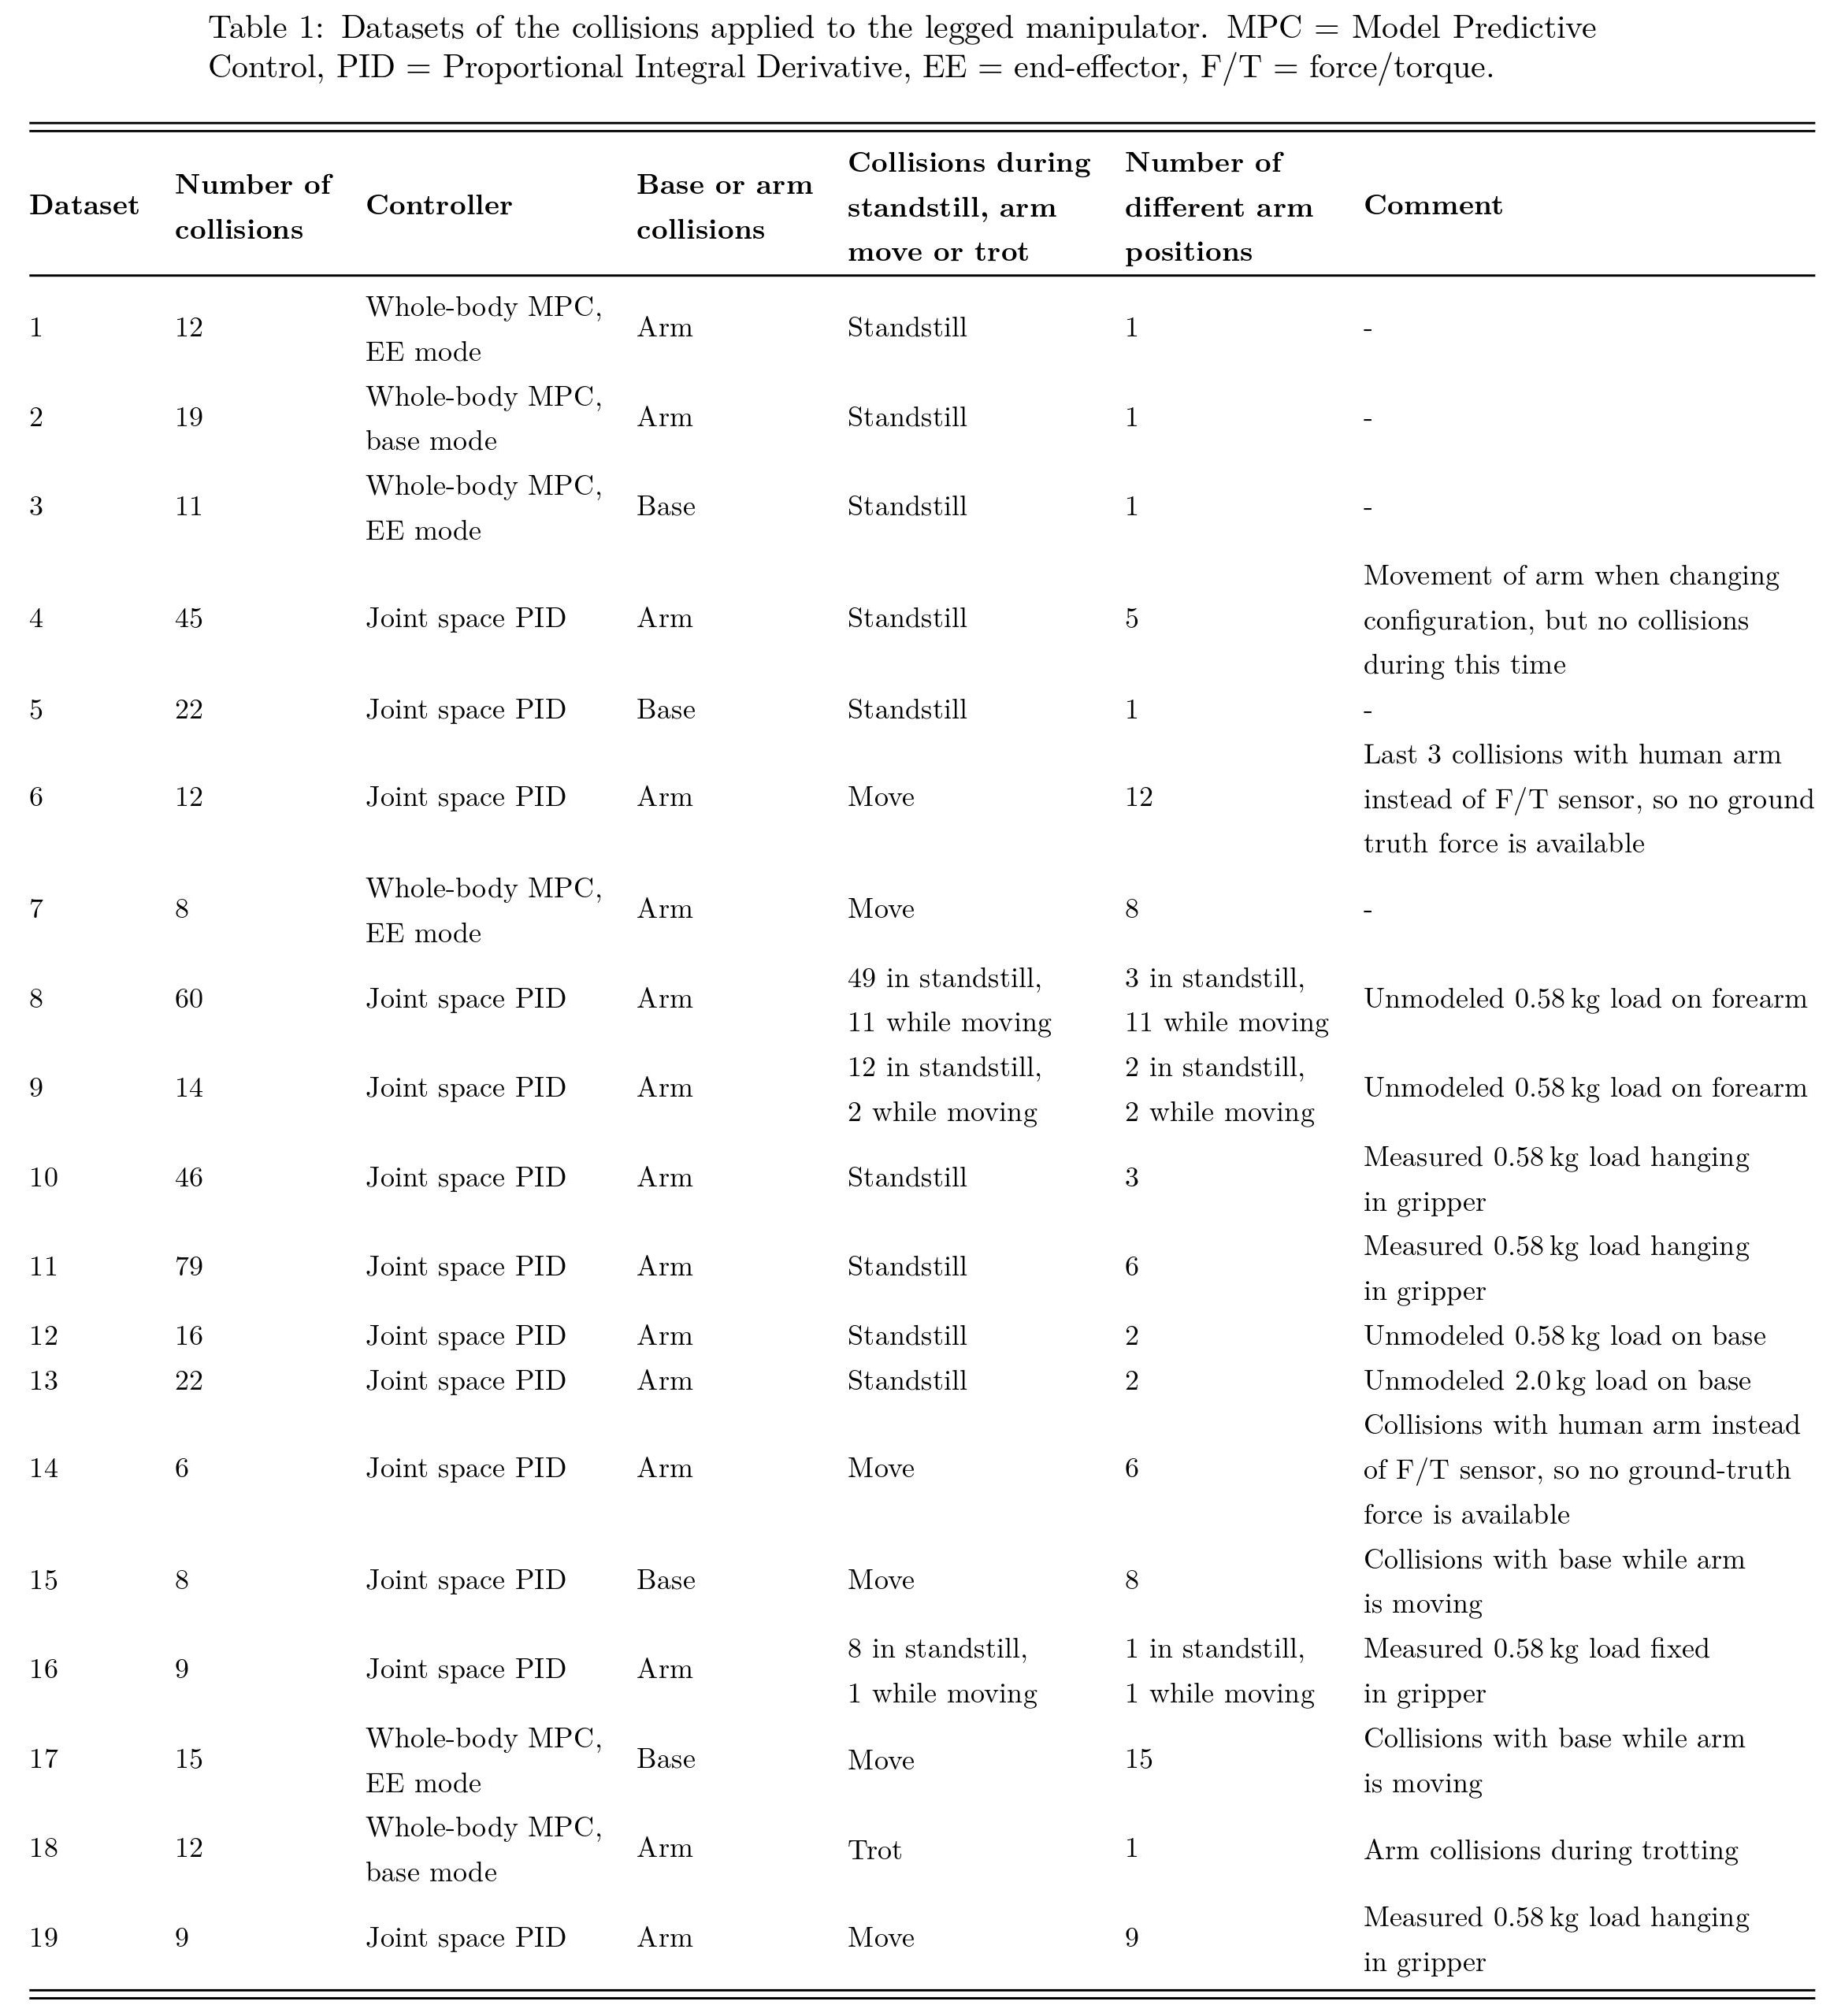 Table 1: Datasets of the collisions applied to the legged manipulator. MPC = Model Predictive
Control, PID = Proportional Integral Derivative, EE = end-effector, F/T = force/torque.
Dataset Number of collisions Controller Base or arm collisions Collisions during standstill, arm move or trot Number of different arm positions Comment
1 12 Whole-body MPC, EE mode Arm Standstill 1 -
2 19 Whole-body MPC, base mode Arm Standstill 1 -
3 11 Whole-body MPC, EE mode Base Standstill 1 -
4 45 Joint space PID Arm Standstill 5 Movement of arm when changing configuration, but no collisions during this time
5 22 Joint space PID Base Standstill 1 -
6 12 Joint space PID Arm Move 12 Last 3 collisions with human arm instead of F/T sensor, so no ground truth force is available
7 8 Whole-body MPC, EE mode Arm Move 8 -
8 60 Joint space PID Arm 49 in standstill, 11 while moving 3 in standstill, 11 while moving Unmodeled 0.58 kg load on forearm
9 14 Joint space PID Arm 12 in standstill, 2 while moving 2 in standstill, 2 while moving Unmodeled 0.58 kg load on forearm
10 46 Joint space PID Arm Standstill 3 Measured 0.58 kg load hanging in gripper
11 79 Joint space PID Arm Standstill 6 Measured 0.58 kg load hanging in gripper
12 16 Joint space PID Arm Standstill 2 Unmodeled 0.58 kg load on base
13 22 Joint space PID Arm Standstill 2 Unmodeled 2.0 kg load on base
14 6 Joint space PID Arm Move 6 Collisions with human arm instead of F/T sensor, so no ground-truth force is available
15 8 Joint space PID Base Move 8 Collisions with base while arm is moving
16 9 Joint space PID Arm 8 in standstill, 1 while moving 1 in standstill, 1 while moving Measured 0.58 kg load fixed in gripper
17 15 Whole-body MPC, EE mode Base Move 15 Collisions with base while arm is moving
18 12 Whole-body MPC, base mode Arm Trot 1 Arm collisions during trotting
19 9 Joint space PID Arm Move 9 Measured 0.58 kg load hanging in gripper